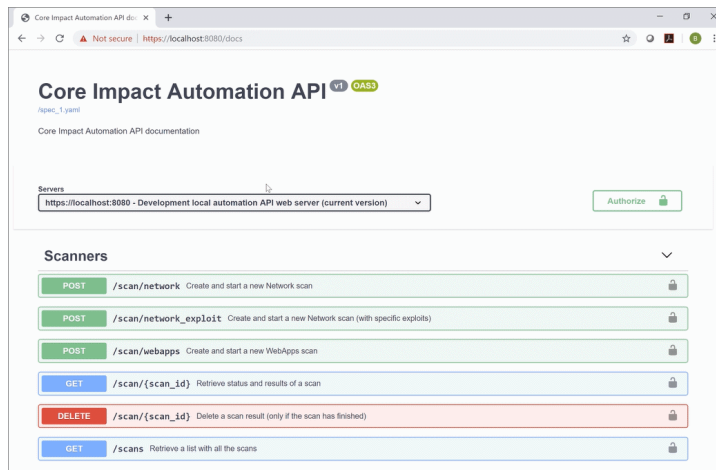 Core Impact Automation API doc
Not secure | https://localhost:8080/docs
B
Core Impact Automation API v1 OAS3
/spec_1.yaml
Core Impact Automation API documentation
Servers
https://localhost:8080 - Development local automation API web server (current version)
Authorize
Scanners
POST /scan/network Create and start a new Network scan
POST /scan/network_exploit Create and start a new Network scan (with specific exploits)
POST /scan/webapps Create and start a new WebApps scan
GET /scan/{scan_id} Retrieve status and results of a scan
DELETE /scan/{scan_id} Delete a scan result (only if the scan has finished)
GET /scans Retrieve a list with all the scans